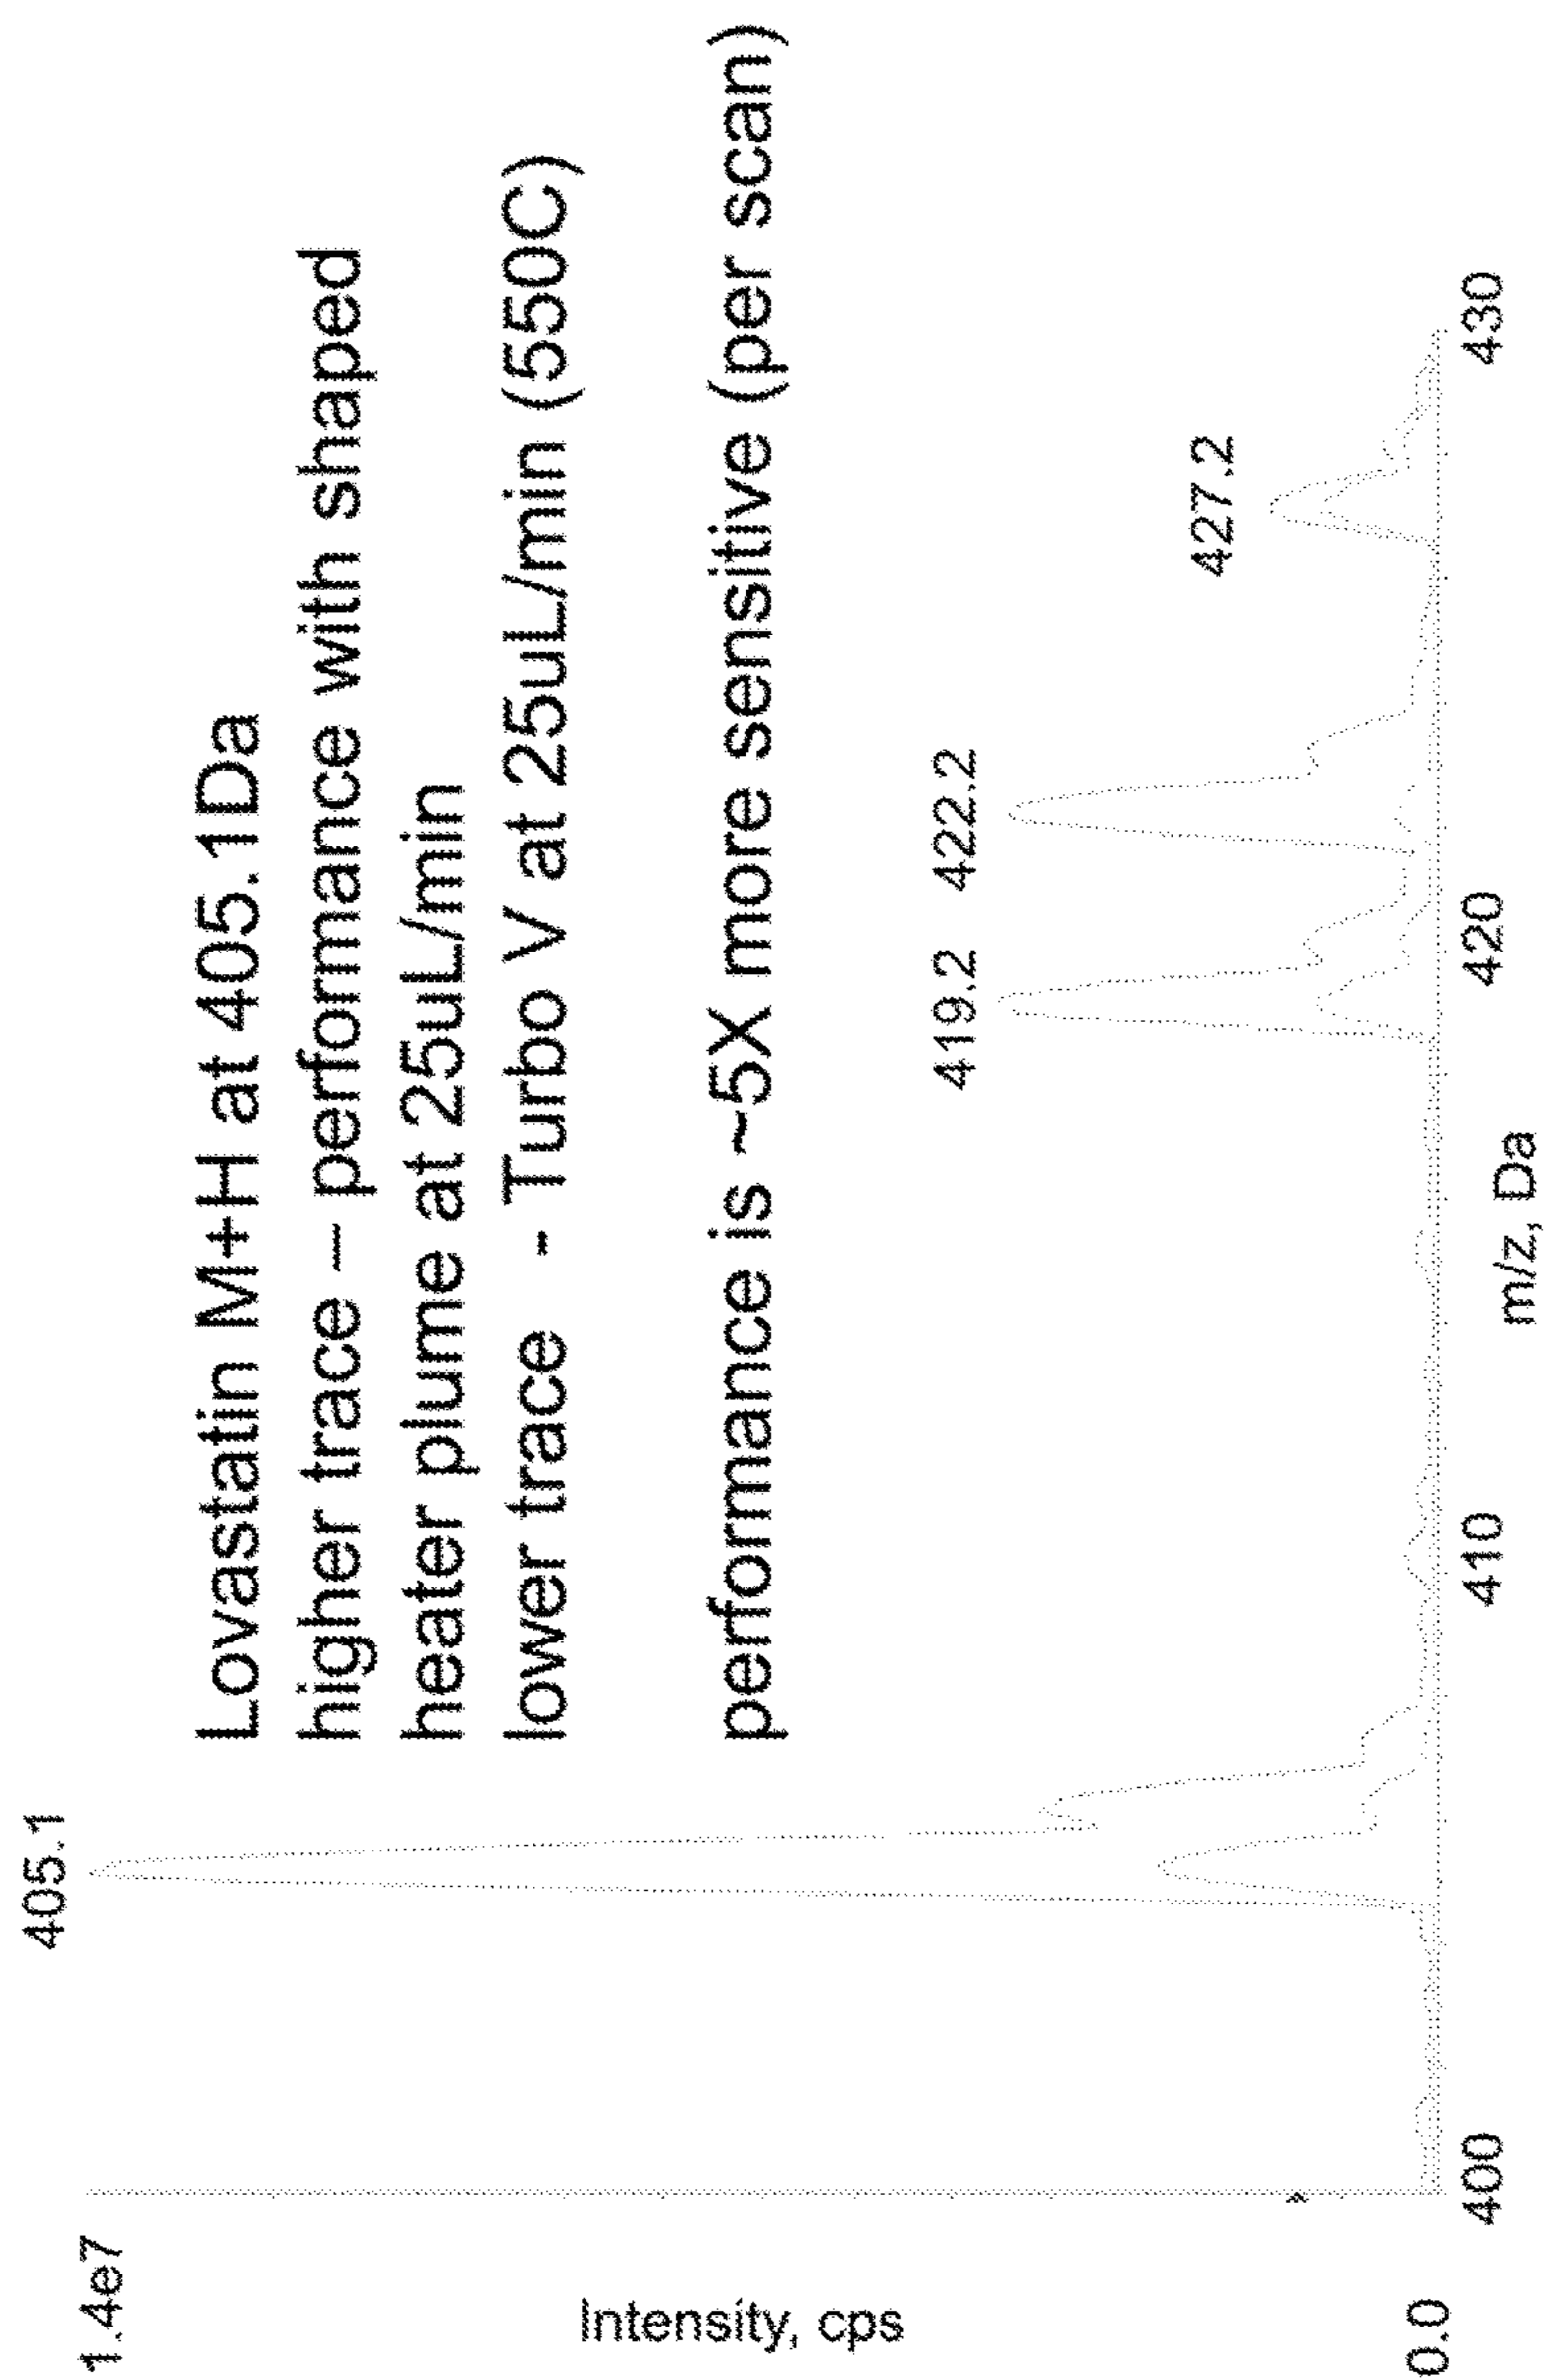 405.1
1.4e7
Lovastatin M+H at 405.1Da
higher trace – performance with shaped
heater plume at 25uL/min
lower trace - Turbo V at 25uL/min (550C)
performance is ~5X more sensitive (per scan)
Intensity, cps
419.2 422.2
427.2
0.0
400 410 420 430
m/z, Da